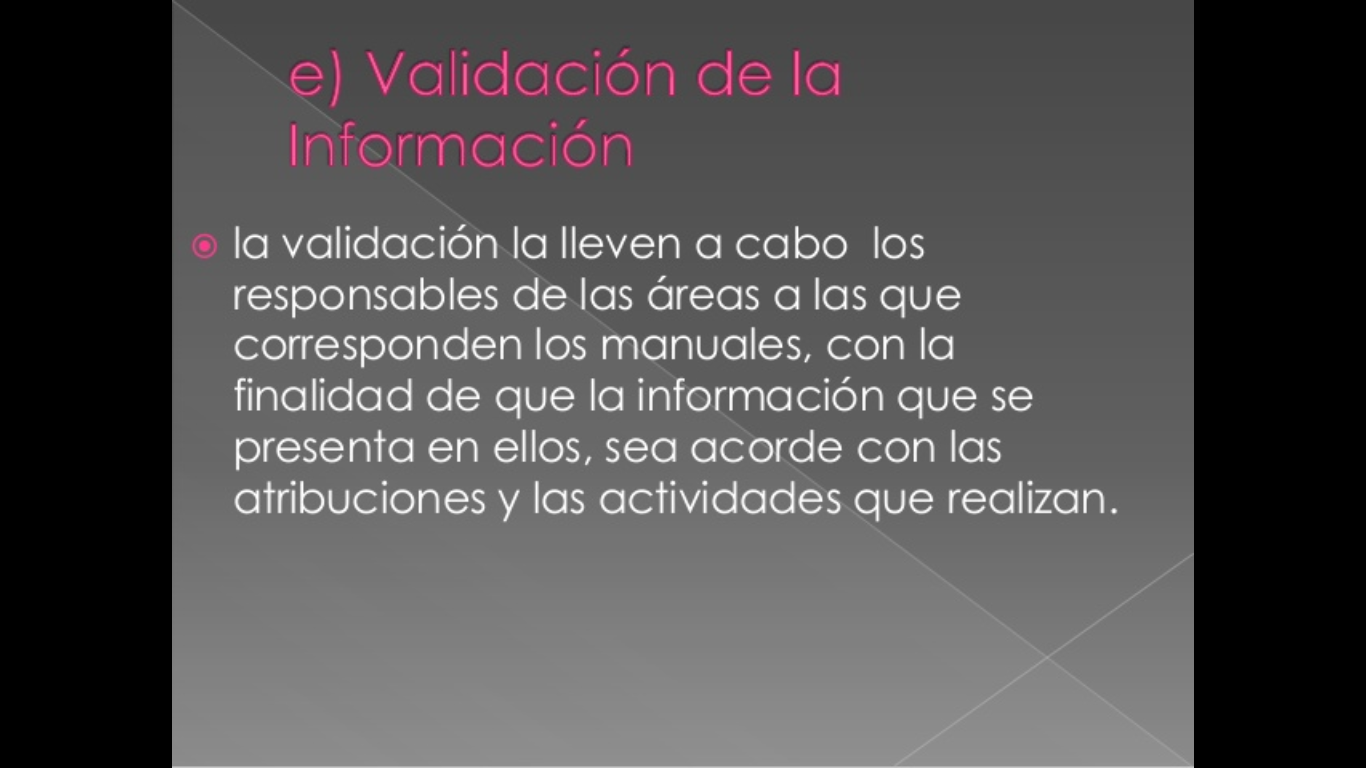 e) Validación de la
Información
la validación la lleven a cabo  los
responsables de las áreas a las que
corresponden los manuales, con la
finalidad de que la información que se
presenta en ellos, sea acorde con las
atribuciones y las actividades que realizan.